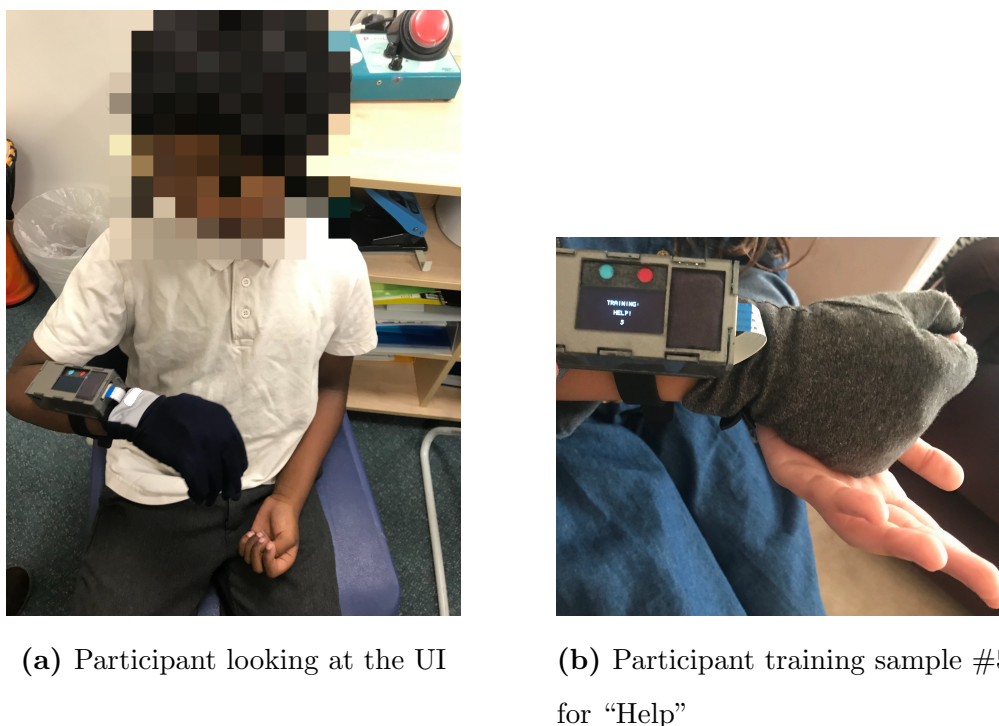 TRAINING:
HELP!
5
(a) Participant looking at the UI
(b) Participant training sample #5
for “Help”